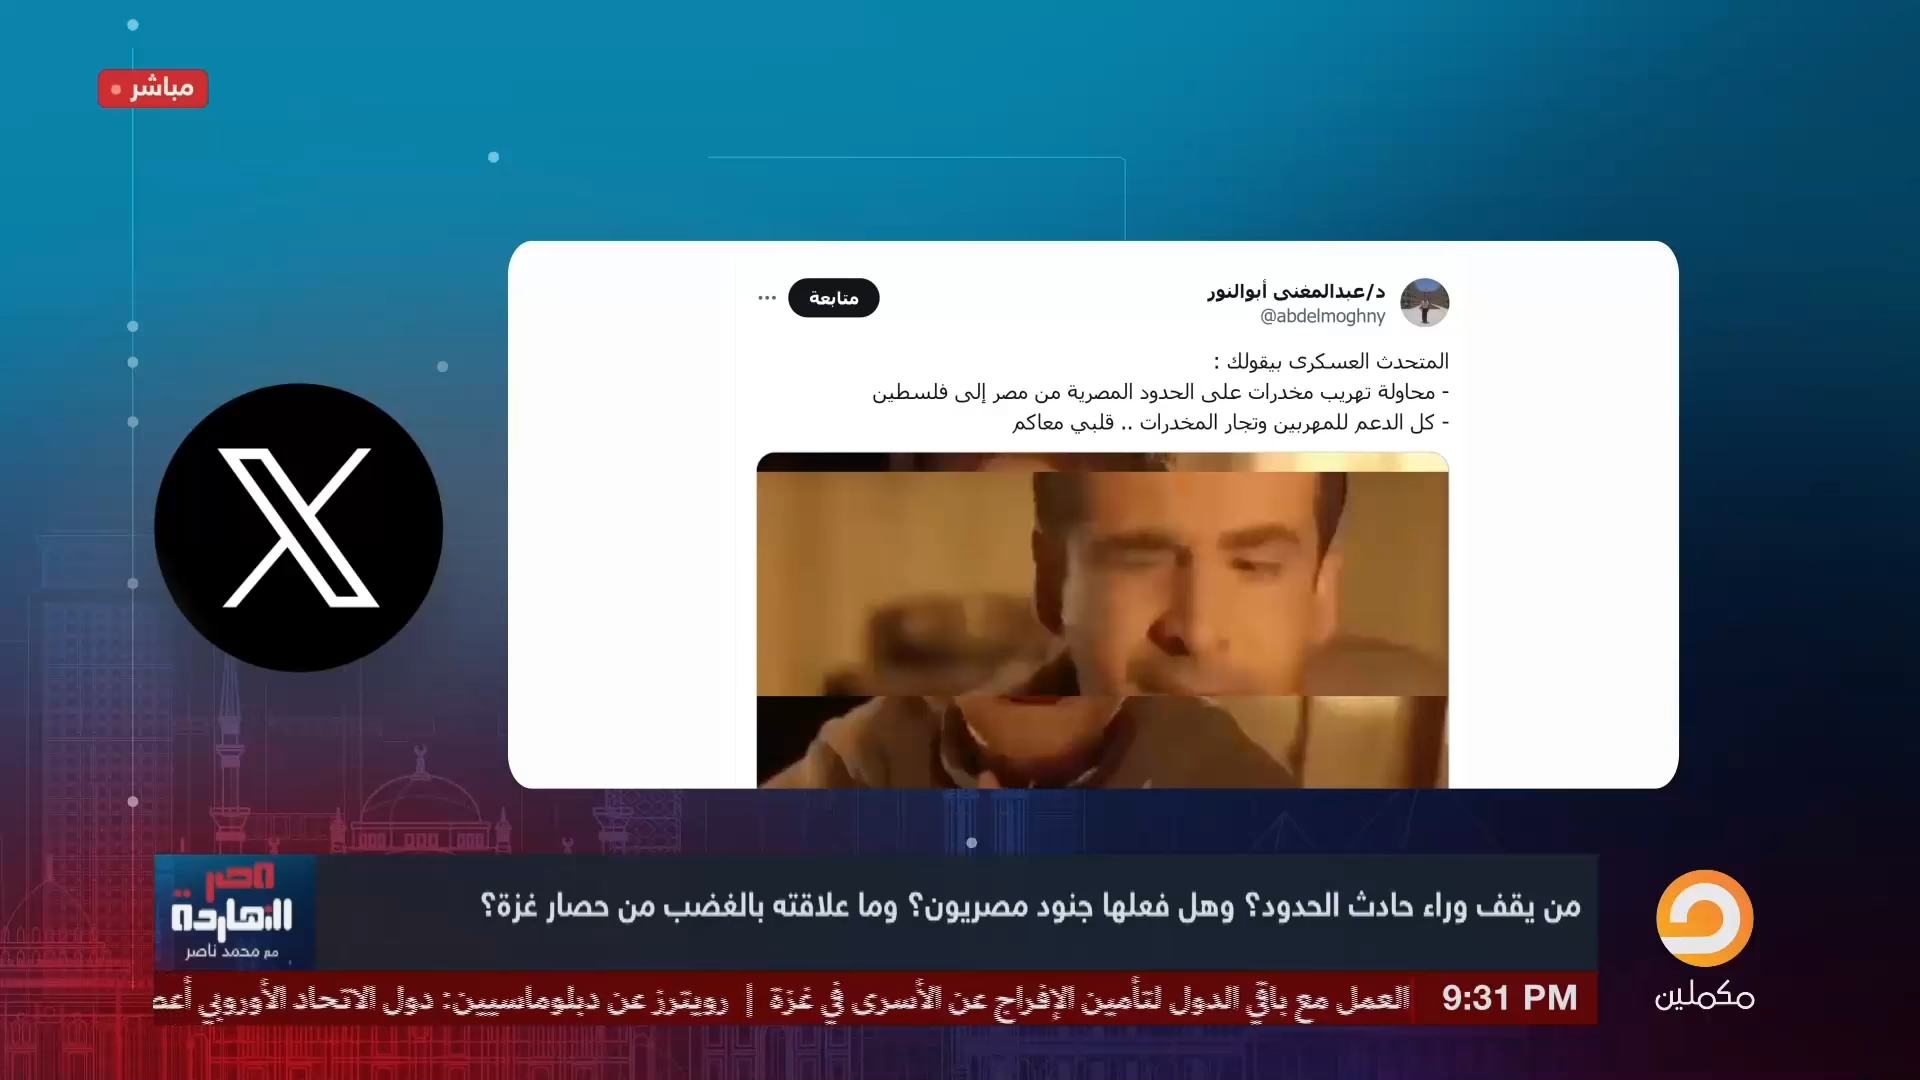 مباشر
د/عبدالمغنى أبوالنور
@abdelmoghny
متابعة
المتحدث العسكرى بيقولك :
- محاولة تهريب مخدرات على الحدود المصرية من مصر إلى فلسطين
- كل الدعم للمهربين وتجار المخدرات .. قلبي معاكم
مصر
النهاردة
مع محمد ناصر
من يقف وراء حادث الحدود؟ وهل فعلها جنود مصريون؟ وما علاقته بالغضب من حصار غزة؟
9:31 PM
العمل مع باقي الدول لتأمين الإفراج عن الأسرى في غزة | رويترز عن دبلوماسيين: دول الاتحاد الأوروبي
مكملين